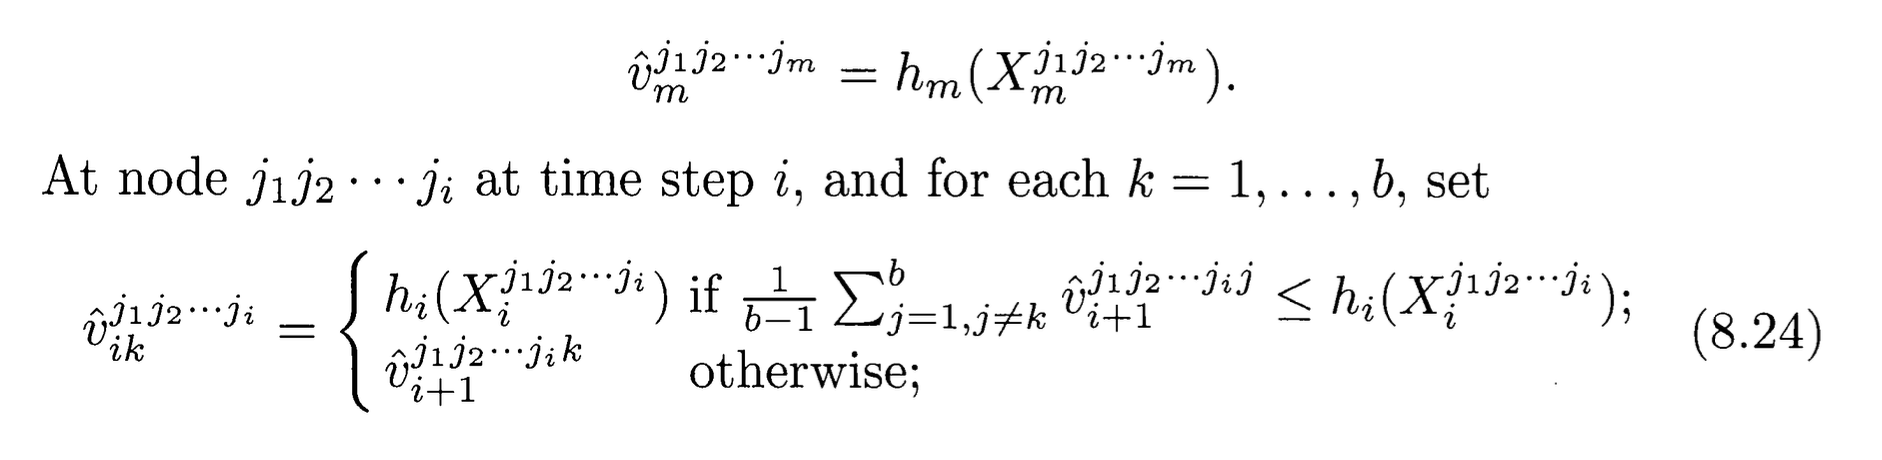 $\hat{v}_m^{j_1 j_2 \cdots j_m} = h_m(X_m^{j_1 j_2 \cdots j_m}).$
At node $j_1 j_2 \cdots j_i$ at time step $i$, and for each $k = 1, \ldots, b$, set
$\hat{v}_{ik}^{j_1 j_2 \cdots j_i} = \begin{cases} h_i(X_i^{j_1 j_2 \cdots j_i}) & \text{if } \frac{1}{b-1} \sum_{j=1, j \neq k}^{b} \hat{v}_{i+1}^{j_1 j_2 \cdots j_i j} \leq h_i(X_i^{j_1 j_2 \cdots j_i}); \\ \hat{v}_{i+1}^{j_1 j_2 \cdots j_i k} & \text{otherwise;} \end{cases}$ (8.24)